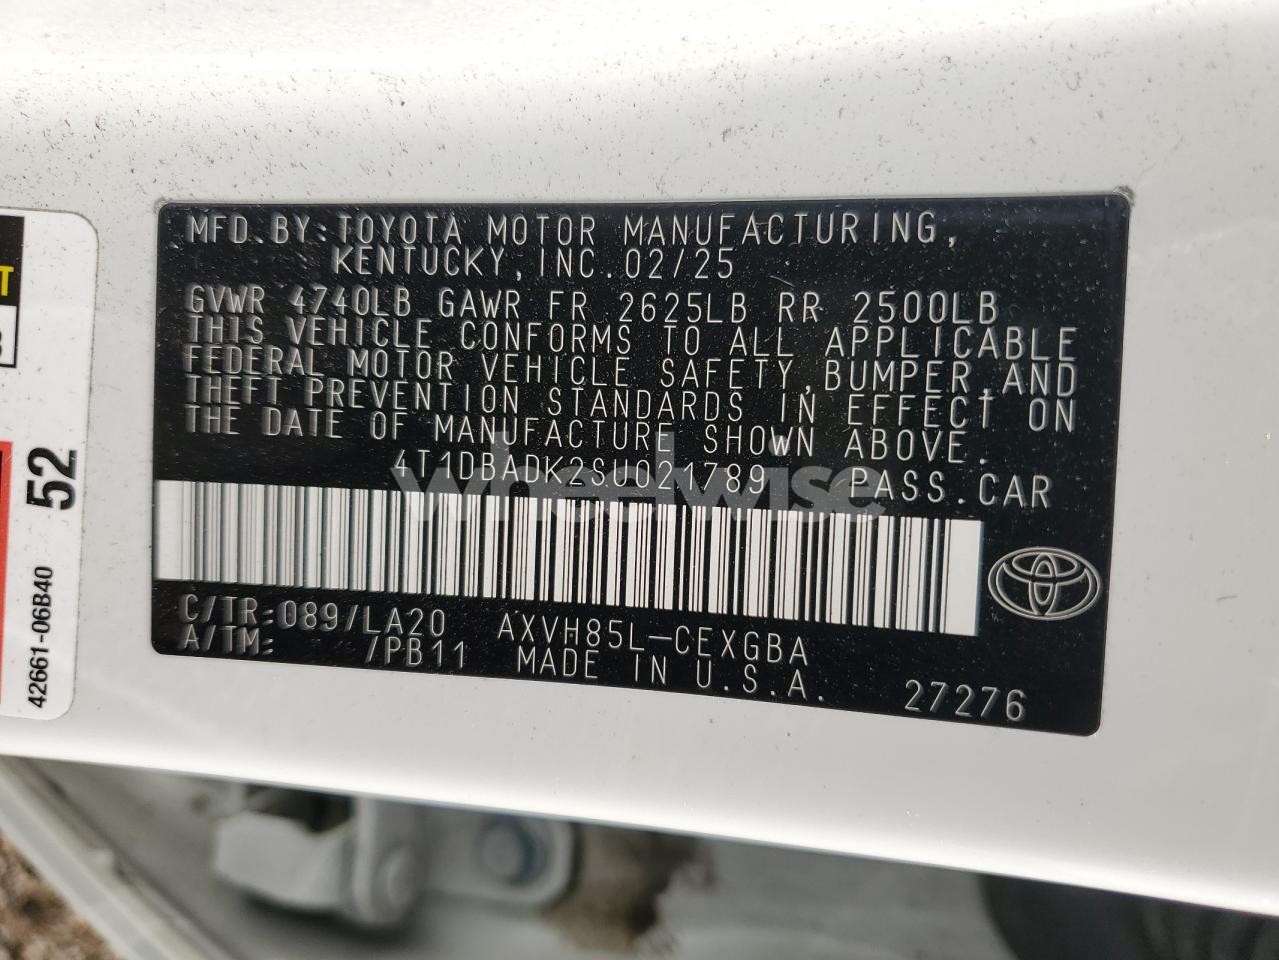 MFD.BY:TOYOTA MOTOR MANUFACTURING,
KENTUCKY,INC.02/25
GVWR 4740LB GAWR FR 2625LB RR 2500LB
THIS VEHICLE CONFORMS TO ALL APPLICABLE
FEDERAL MOTOR VEHICLE SAFETY,BUMPER,AND
THEFT PREVENTION STANDARDS IN EFFECT ON
THE DATE OF MANUFACTURE SHOWN ABOVE.
4T1DBADK2SU021789 PASS.CAR
wheelwise
C/TR:089/LA20 AXVH85L-CEXGBA
A/TM: /PB11 MADE IN U.S.A. 27276
52
42661-06B40